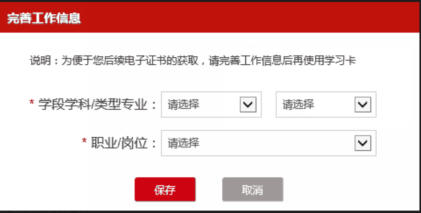 完善工作信息
说明：为便于您后续电子证书的获取，请完善工作信息后再使用学习卡
* 学段学科/类型专业： 请选择 请选择
* 职业/岗位： 请选择
保存 取消